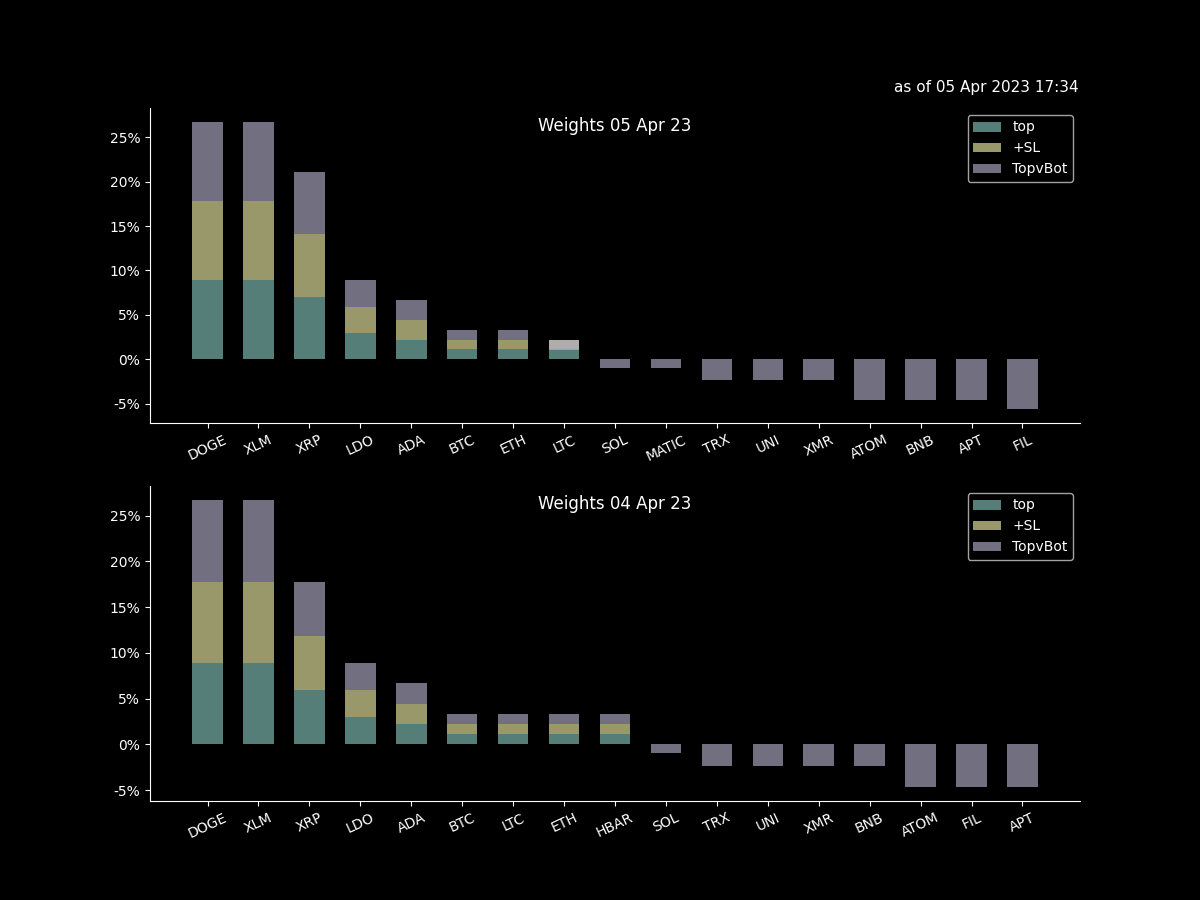 as of 05 Apr 2023 17:34
Weights 05 Apr 23
top
+SL
TopvBot
25%
20%
15%
10%
5%
0%
-5%
DOGE XLM XRP LDO ADA BTC ETH LTC SOL MATIC TRX UNI XMR ATOM BNB APT FIL
Weights 04 Apr 23
top
+SL
TopvBot
25%
20%
15%
10%
5%
0%
-5%
DOGE XLM XRP LDO ADA BTC LTC ETH HBAR SOL TRX UNI XMR BNB ATOM FIL APT